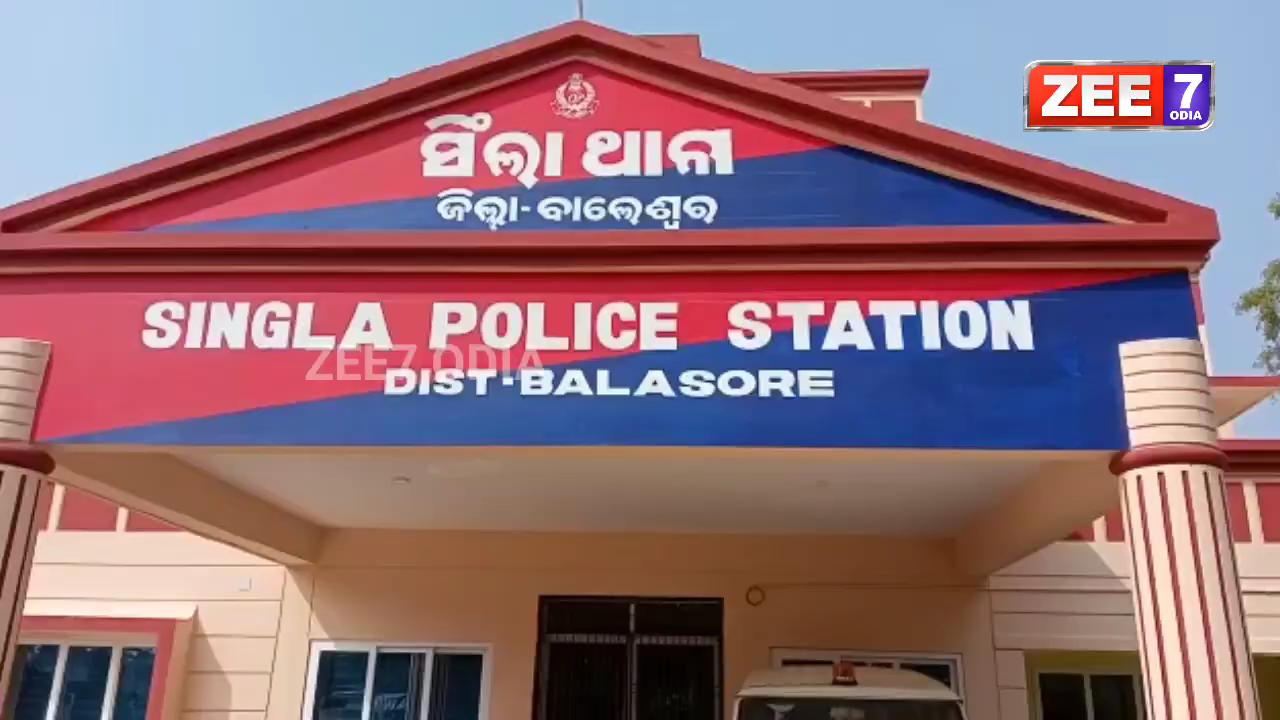 ZEE 7
ODIA
ସିଂଲା ଥାନା
ଜିଲ୍ଲା-ବାଲେଶ୍ୱର
SINGLA POLICE STATION
ZEE7 ODIA
DIST-BALASORE